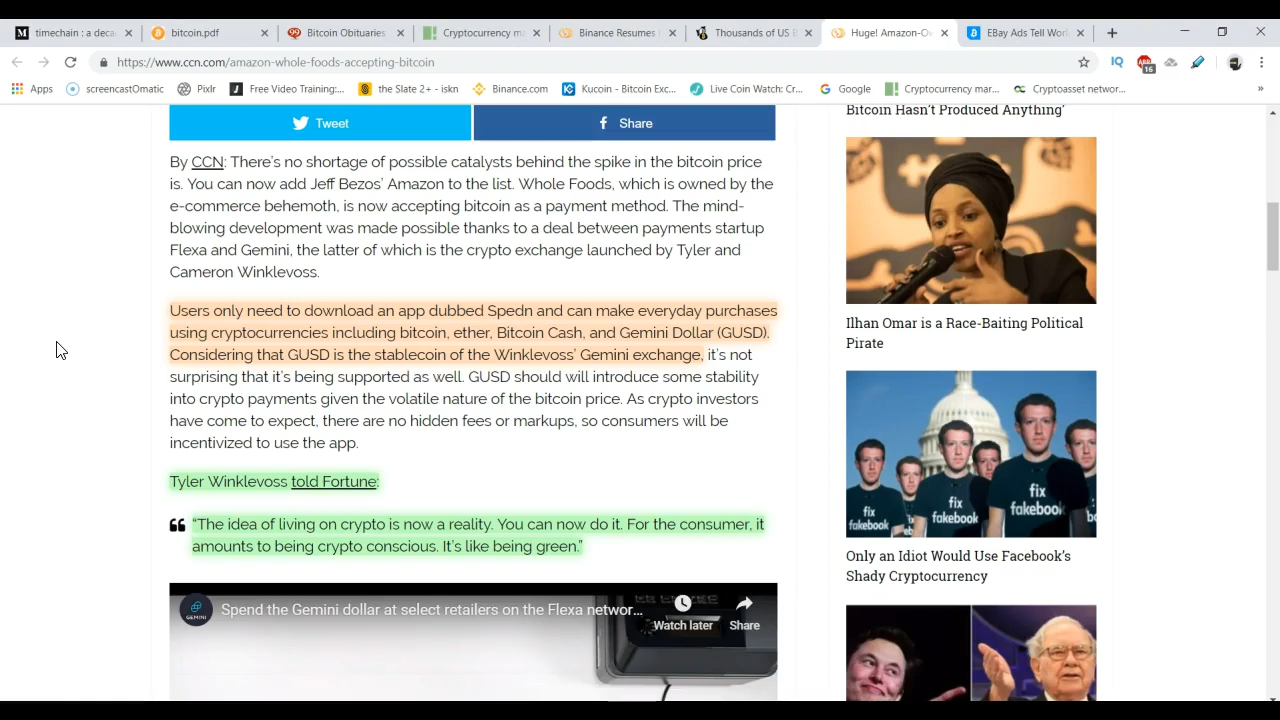 timechain : a deca
bitcoin.pdf
Bitcoin Obituaries
Cryptocurrency ma
Binance Resumes
Thousands of US B
Huge! Amazon-Ow
EBay Ads Tell Worl
https://www.ccn.com/amazon-whole-foods-accepting-bitcoin
IQ
16
Apps
screencastOmatic
Pixlr
Free Video Training:...
the Slate 2+ - iskn
Binance.com
Kucoin - Bitcoin Exc...
Live Coin Watch: Cr...
Google
Cryptocurrency mar...
Cryptoasset networ...
»
Tweet
Share
By CCN: There's no shortage of possible catalysts behind the spike in the bitcoin price
is. You can now add Jeff Bezos' Amazon to the list. Whole Foods, which is owned by the
e-commerce behemoth, is now accepting bitcoin as a payment method. The mind-
blowing development was made possible thanks to a deal between payments startup
Flexa and Gemini, the latter of which is the crypto exchange launched by Tyler and
Cameron Winklevoss.
Users only need to download an app dubbed Spedn and can make everyday purchases
using cryptocurrencies including bitcoin, ether, Bitcoin Cash, and Gemini Dollar (GUSD).
Considering that GUSD is the stablecoin of the Winklevoss' Gemini exchange, it's not
surprising that it's being supported as well. GUSD should will introduce some stability
into crypto payments given the volatile nature of the bitcoin price. As crypto investors
have come to expect, there are no hidden fees or markups, so consumers will be
incentivized to use the app.
Tyler Winklevoss told Fortune:
"The idea of living on crypto is now a reality. You can now do it. For the consumer, it
amounts to being crypto conscious. It's like being green."
GEMINI
Spend the Gemini dollar at select retailers on the Flexa networ...
Watch later
Share
Bitcoin Hasn't Produced Anything'
Ilhan Omar is a Race-Baiting Political
Pirate
fix
fakebook
fix
fakebook
fix
fakebook
fix
fakebook
Only an Idiot Would Use Facebook's
Shady Cryptocurrency